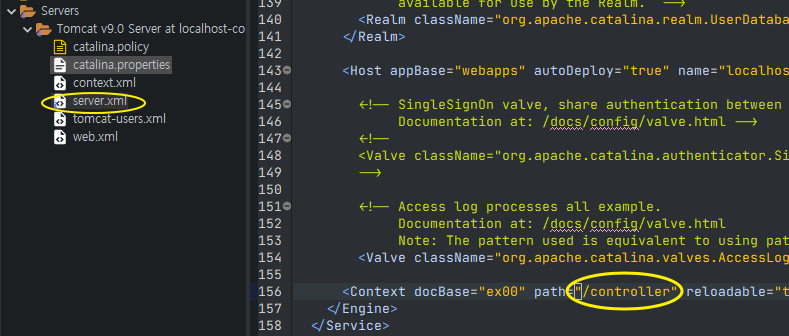 Servers
Tomcat v9.0 Server at localhost-co
catalina.policy
catalina.properties
context.xml
server.xml
tomcat-users.xml
web.xml
139 available for use by the Realm. -->
140 <Realm className="org.apache.catalina.realm.UserDatabas
141 </Realm>
142
143 <Host appBase="webapps" autoDeploy="true" name="localhos
144
145 <!-- SingleSignOn valve, share authentication between
146 Documentation at: /docs/config/valve.html -->
147 <!--
148 <Valve className="org.apache.catalina.authenticator.Si
149 -->
150
151 <!-- Access log processes all example.
152 Documentation at: /docs/config/valve.html
153 Note: The pattern used is equivalent to using pat
154 <Valve className="org.apache.catalina.valves.AccessLog
155
156 <Context docBase="ex00" path="/controller" reloadable="t
157 </Engine>
158 </Service>